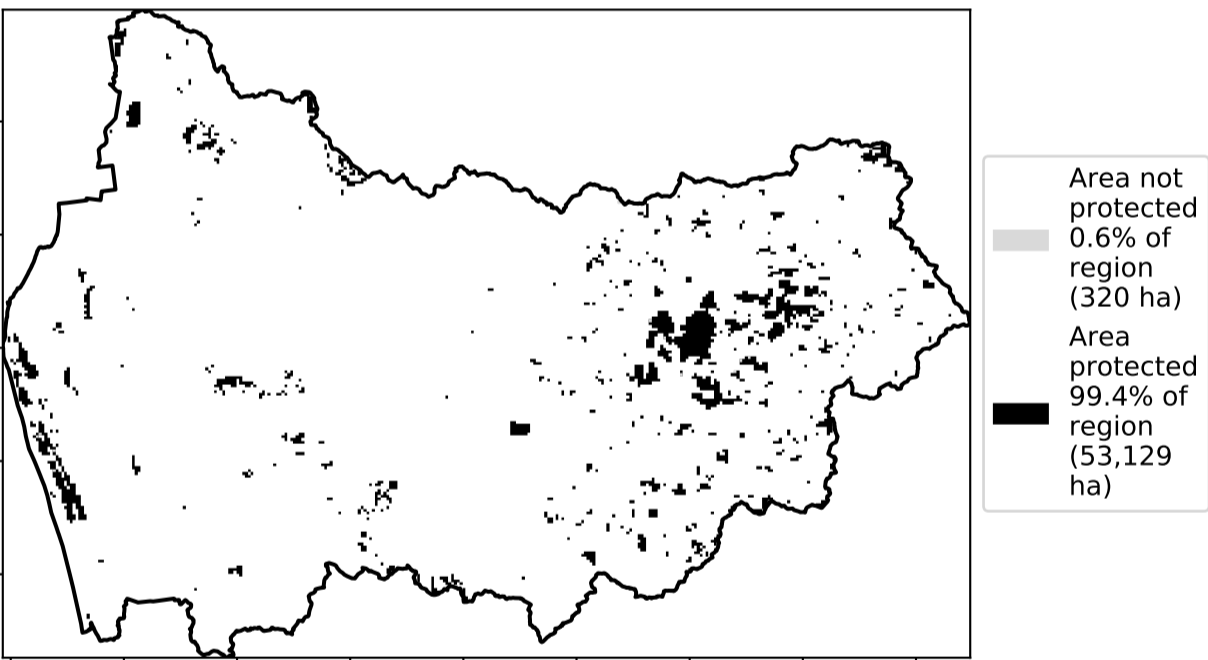 Area not
protected
0.6% of
region
(320 ha)
Area
protected
99.4% of
region
(53,129
ha)